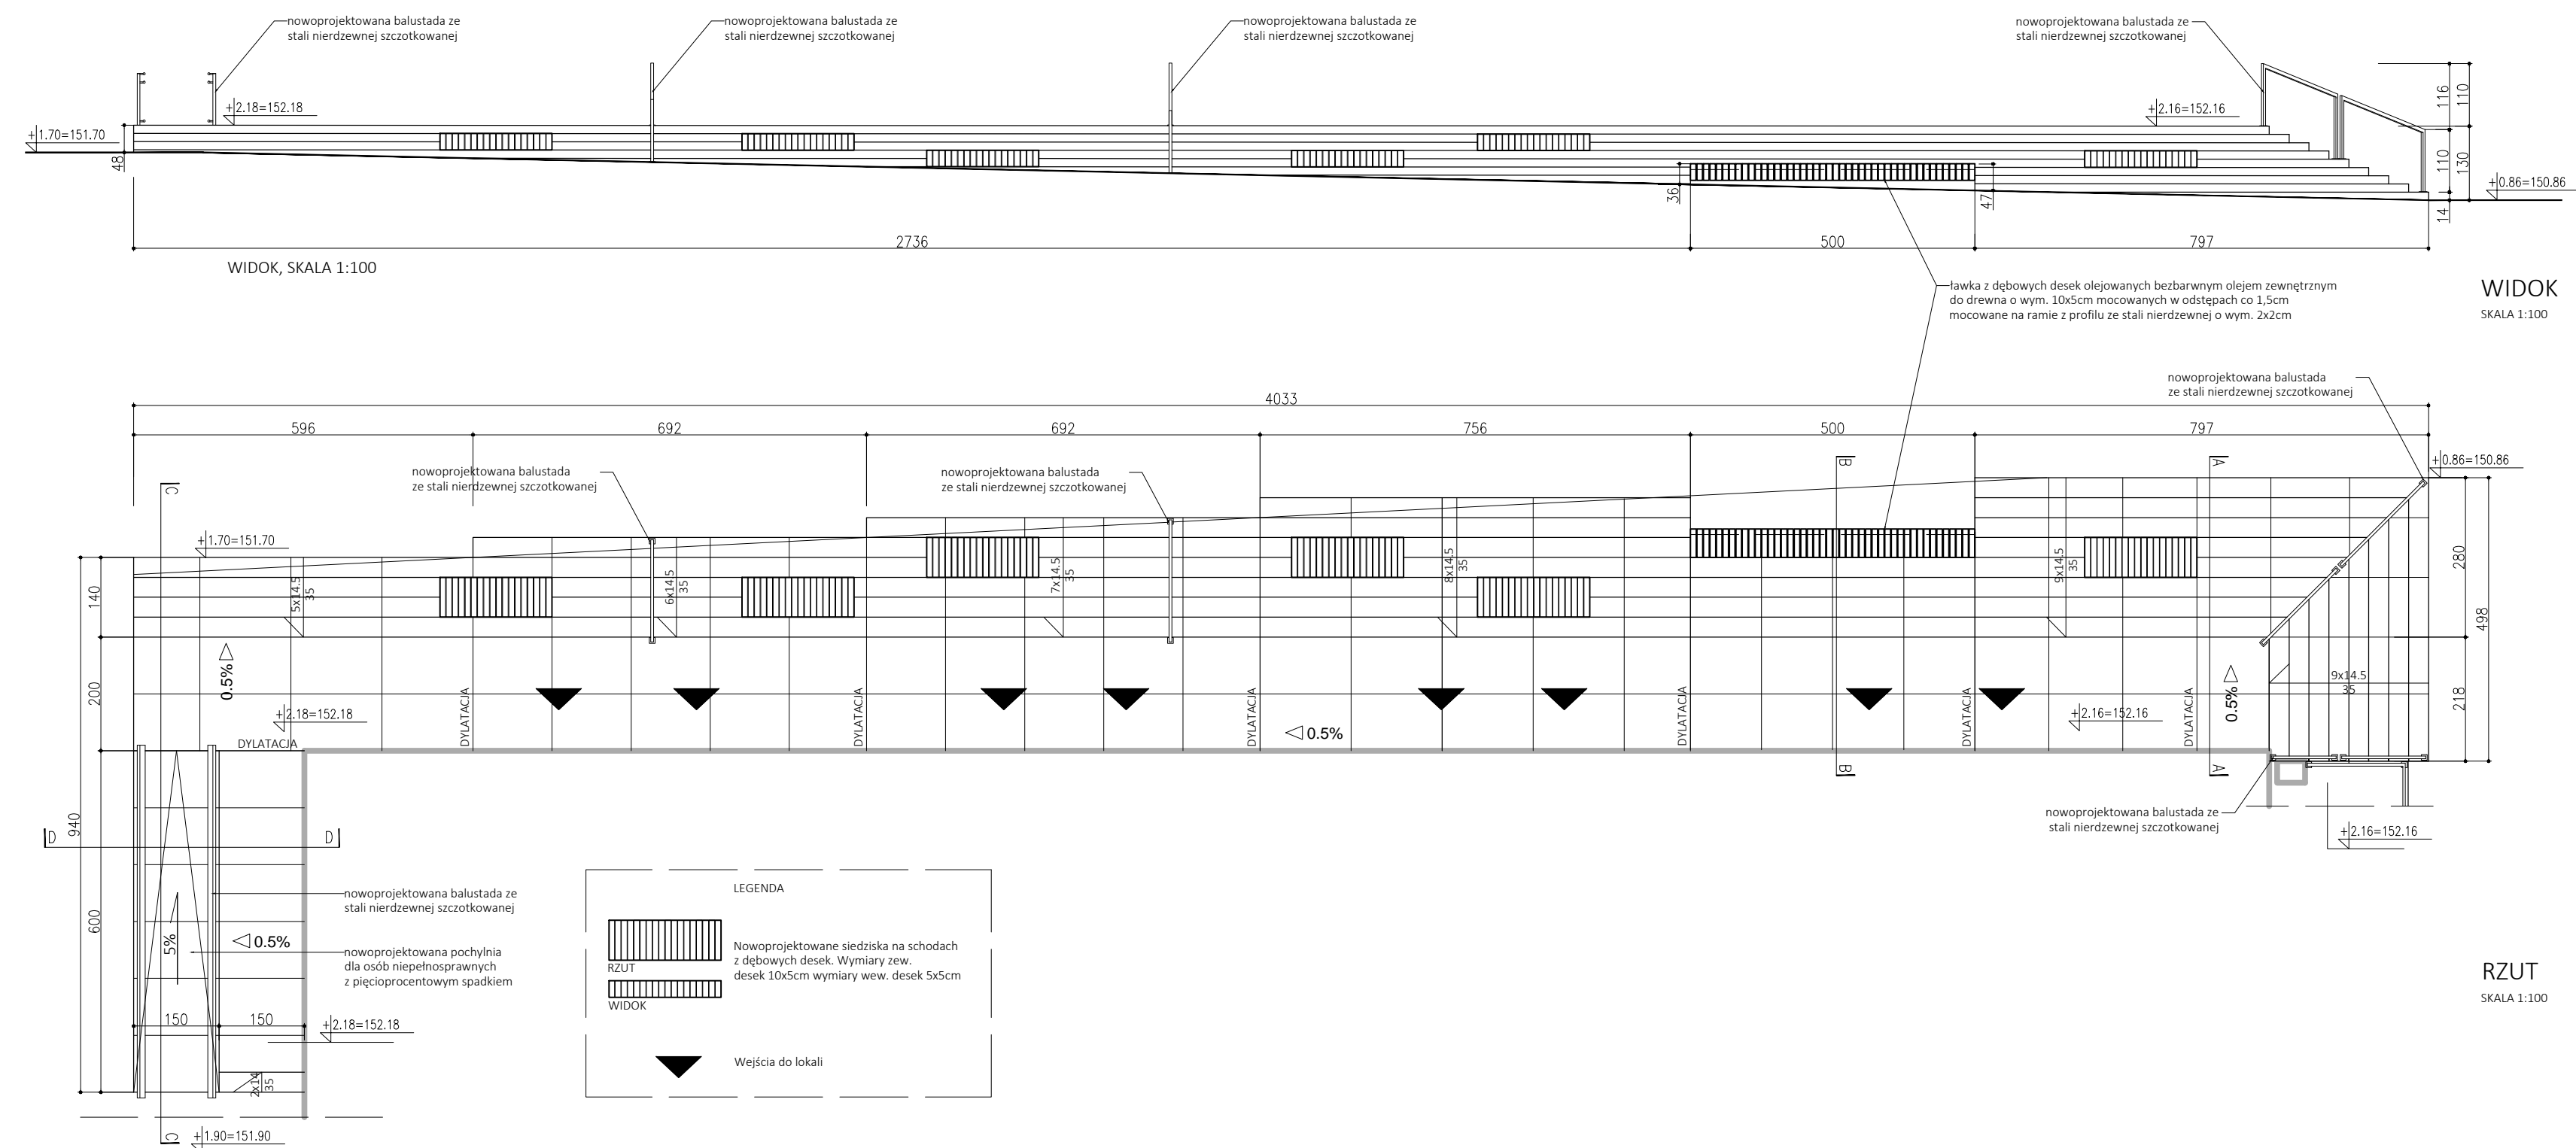 nowoprojektowana balustada ze
stali nierdzewnej szczotkowanej
nowoprojektowana balustada ze
stali nierdzewnej szczotkowanej
nowoprojektowana balustada ze
stali nierdzewnej szczotkowanej
nowoprojektowana balustada ze
stali nierdzewnej szczotkowanej
+2.18=152.18
+2.16=152.16
+1.70=151.70
+0.86=150.86
48
116
110
110
130
14
36
47
2736
500
797
WIDOK, SKALA 1:100
ławka z dębowych desek olejowanych bezbarwnym olejem zewnętrznym
do drewna o wym. 10x5cm mocowanych w odstępach co 1,5cm
mocowane na ramie z profilu ze stali nierdzewnej o wym. 2x2cm
WIDOK
SKALA 1:100
nowoprojektowana balustada
ze stali nierdzewnej szczotkowanej
4033
596
692
692
756
500
797
nowoprojektowana balustada
ze stali nierdzewnej szczotkowanej
nowoprojektowana balustada
ze stali nierdzewnej szczotkowanej
C
B
A
+0.86=150.86
+1.70=151.70
140
5x14.5
35
6x14.5
35
7x14.5
35
8x14.5
35
9x14.5
35
280
498
200
0.5%
+2.18=152.18
DYLATACJA
DYLATACJA
DYLATACJA
DYLATACJA
DYLATACJA
DYLATACJA
DYLATACJA
0.5%
+2.16=152.16
0.5%
9x14.5
35
218
B
A
nowoprojektowana balustada ze
stali nierdzewnej szczotkowanej
+2.16=152.16
940
D
D
600
nowoprojektowana balustada ze
stali nierdzewnej szczotkowanej
5%
0.5%
nowoprojektowana pochylnia
dla osób niepełnosprawnych
z pięcioprocentowym spadkiem
150
150
+2.18=152.18
2x14
35
C
+1.90=151.90
LEGENDA
RZUT
WIDOK
Nowoprojektowane siedziska na schodach
z dębowych desek. Wymiary zew.
desek 10x5cm wymiary wew. desek 5x5cm
Wejścia do lokali
RZUT
SKALA 1:100